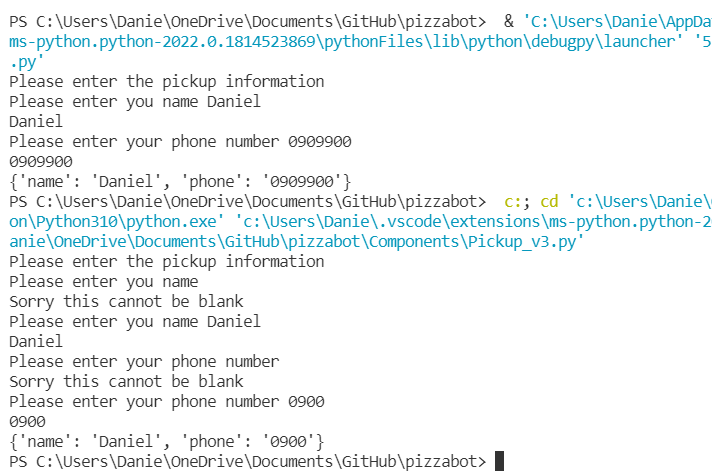 PS C:\Users\Danie\OneDrive\Documents\GitHub\pizzabot>  & 'C:\Users\Danie\AppDa
ms-python.python-2022.0.1814523869\pythonFiles\lib\python\debugpy\launcher' '5
.py'
Please enter the pickup information
Please enter you name Daniel
Daniel
Please enter your phone number 0909900
0909900
{'name': 'Daniel', 'phone': '0909900'}
PS C:\Users\Danie\OneDrive\Documents\GitHub\pizzabot>  c:; cd 'c:\Users\Danie\
on\Python310\python.exe' 'c:\Users\Danie\.vscode\extensions\ms-python.python-2
anie\OneDrive\Documents\GitHub\pizzabot\Components\Pickup_v3.py'
Please enter the pickup information
Please enter you name
Sorry this cannot be blank
Please enter you name Daniel
Daniel
Please enter your phone number
Sorry this cannot be blank
Please enter your phone number 0900
0900
{'name': 'Daniel', 'phone': '0900'}
PS C:\Users\Danie\OneDrive\Documents\GitHub\pizzabot>